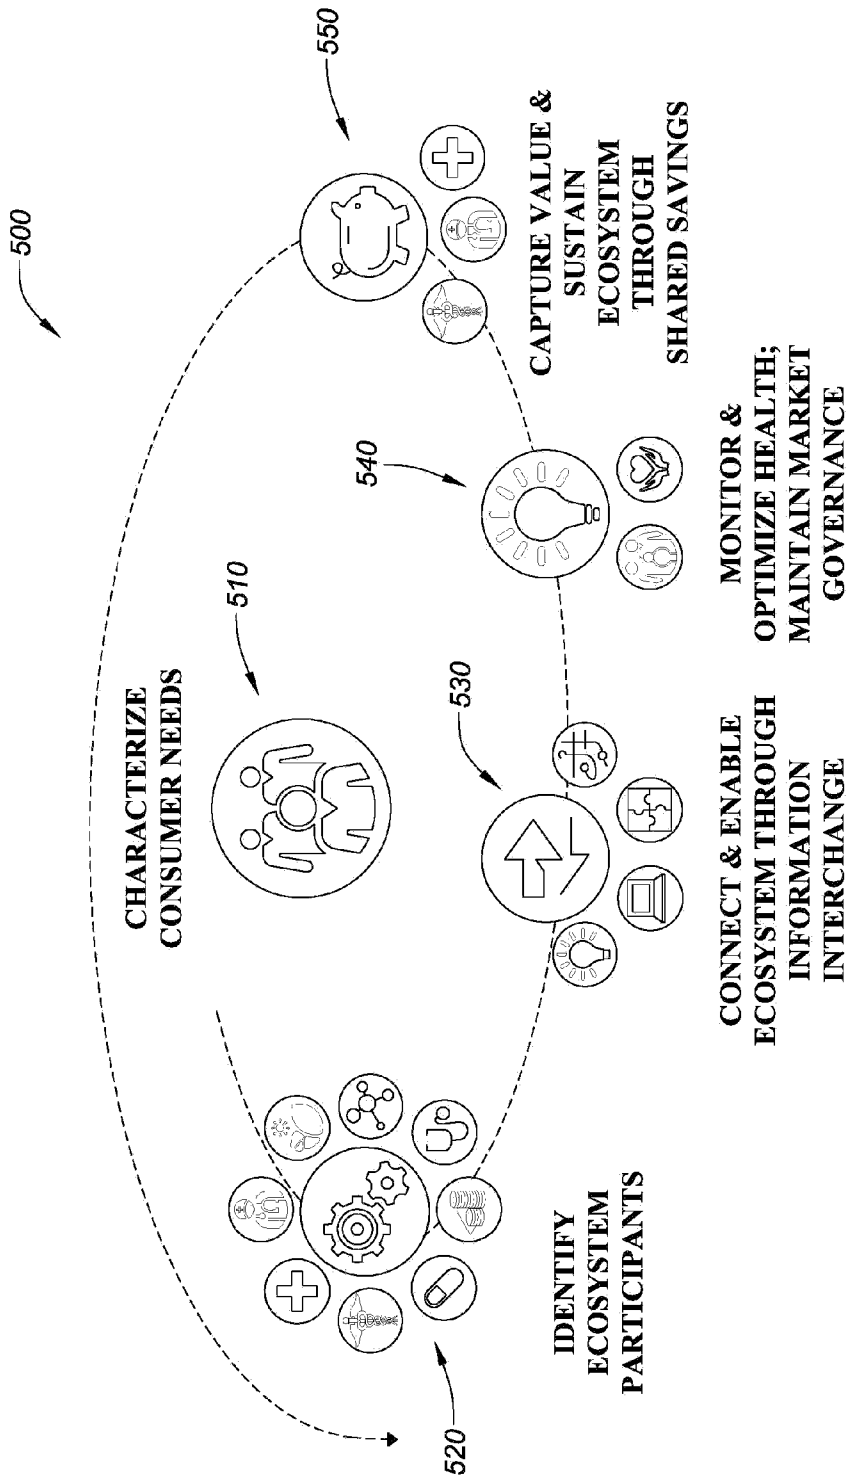 500
CHARACTERIZE
CONSUMER NEEDS
510
520
IDENTIFY
ECOSYSTEM
PARTICIPANTS
530
CONNECT & ENABLE
ECOSYSTEM THROUGH
INFORMATION
INTERCHANGE
540
MONITOR &
OPTIMIZE HEALTH;
MAINTAIN MARKET
GOVERNANCE
550
CAPTURE VALUE &
SUSTAIN
ECOSYSTEM
THROUGH
SHARED SAVINGS